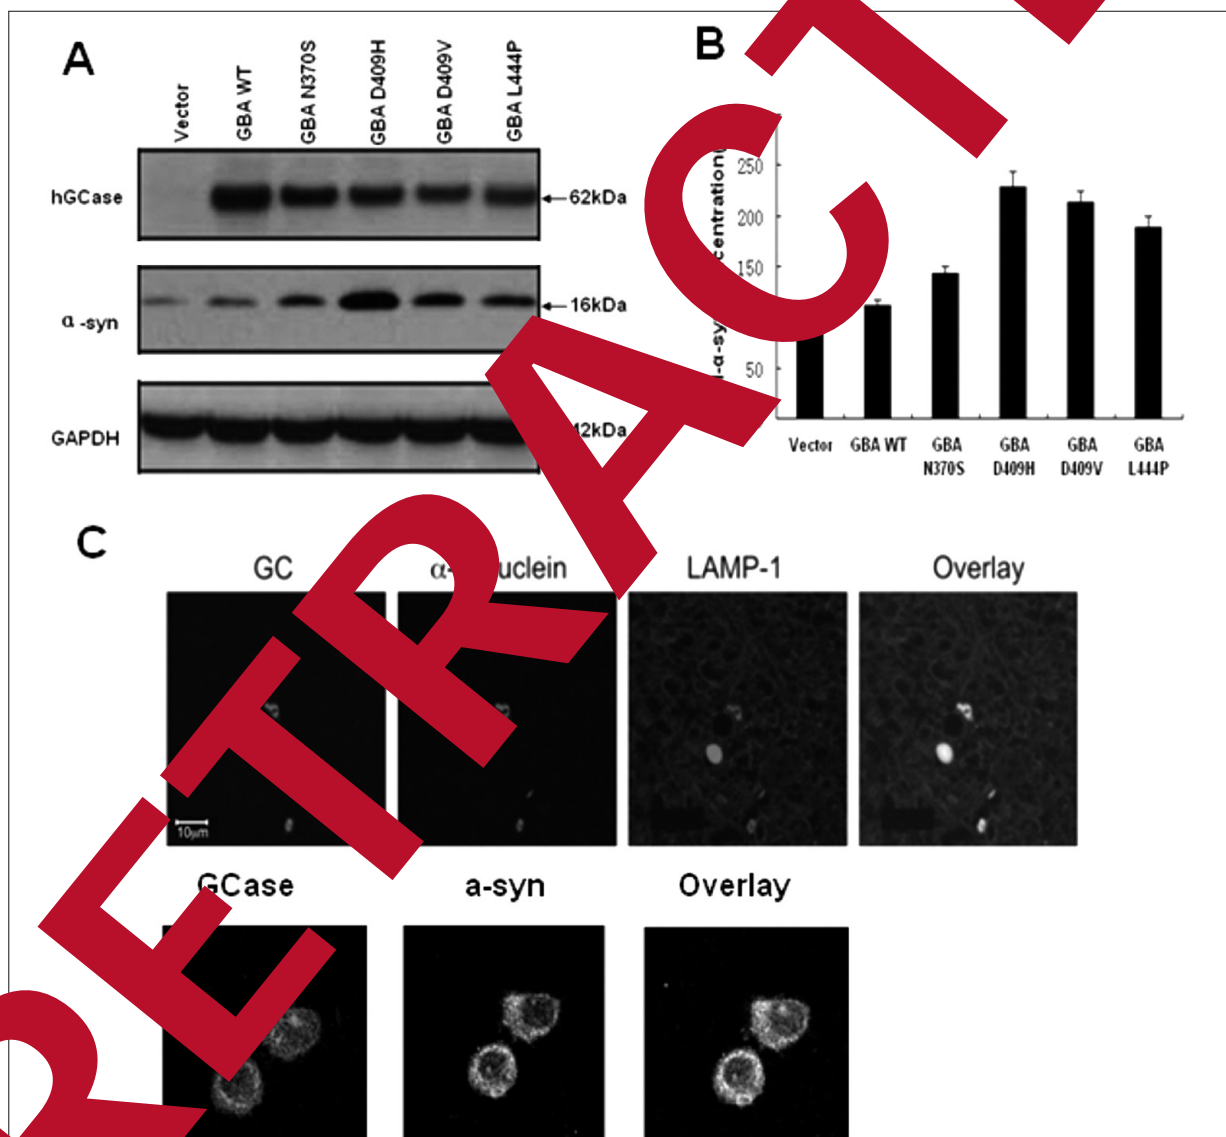 A
Vector
GBA WT
GBA N370S
GBA D409H
GBA D409V
GBA L444P
hGCase
62kDa
α-syn
16kDa
GAPDH
B
250
200
150
50
Vector
GBA WT
GBA N370S
GBA D409H
GBA D409V
GBA L444P
C
GC
LAMP-1
Overlay
10μm
GCase
a-syn
Overlay
RETRACTE